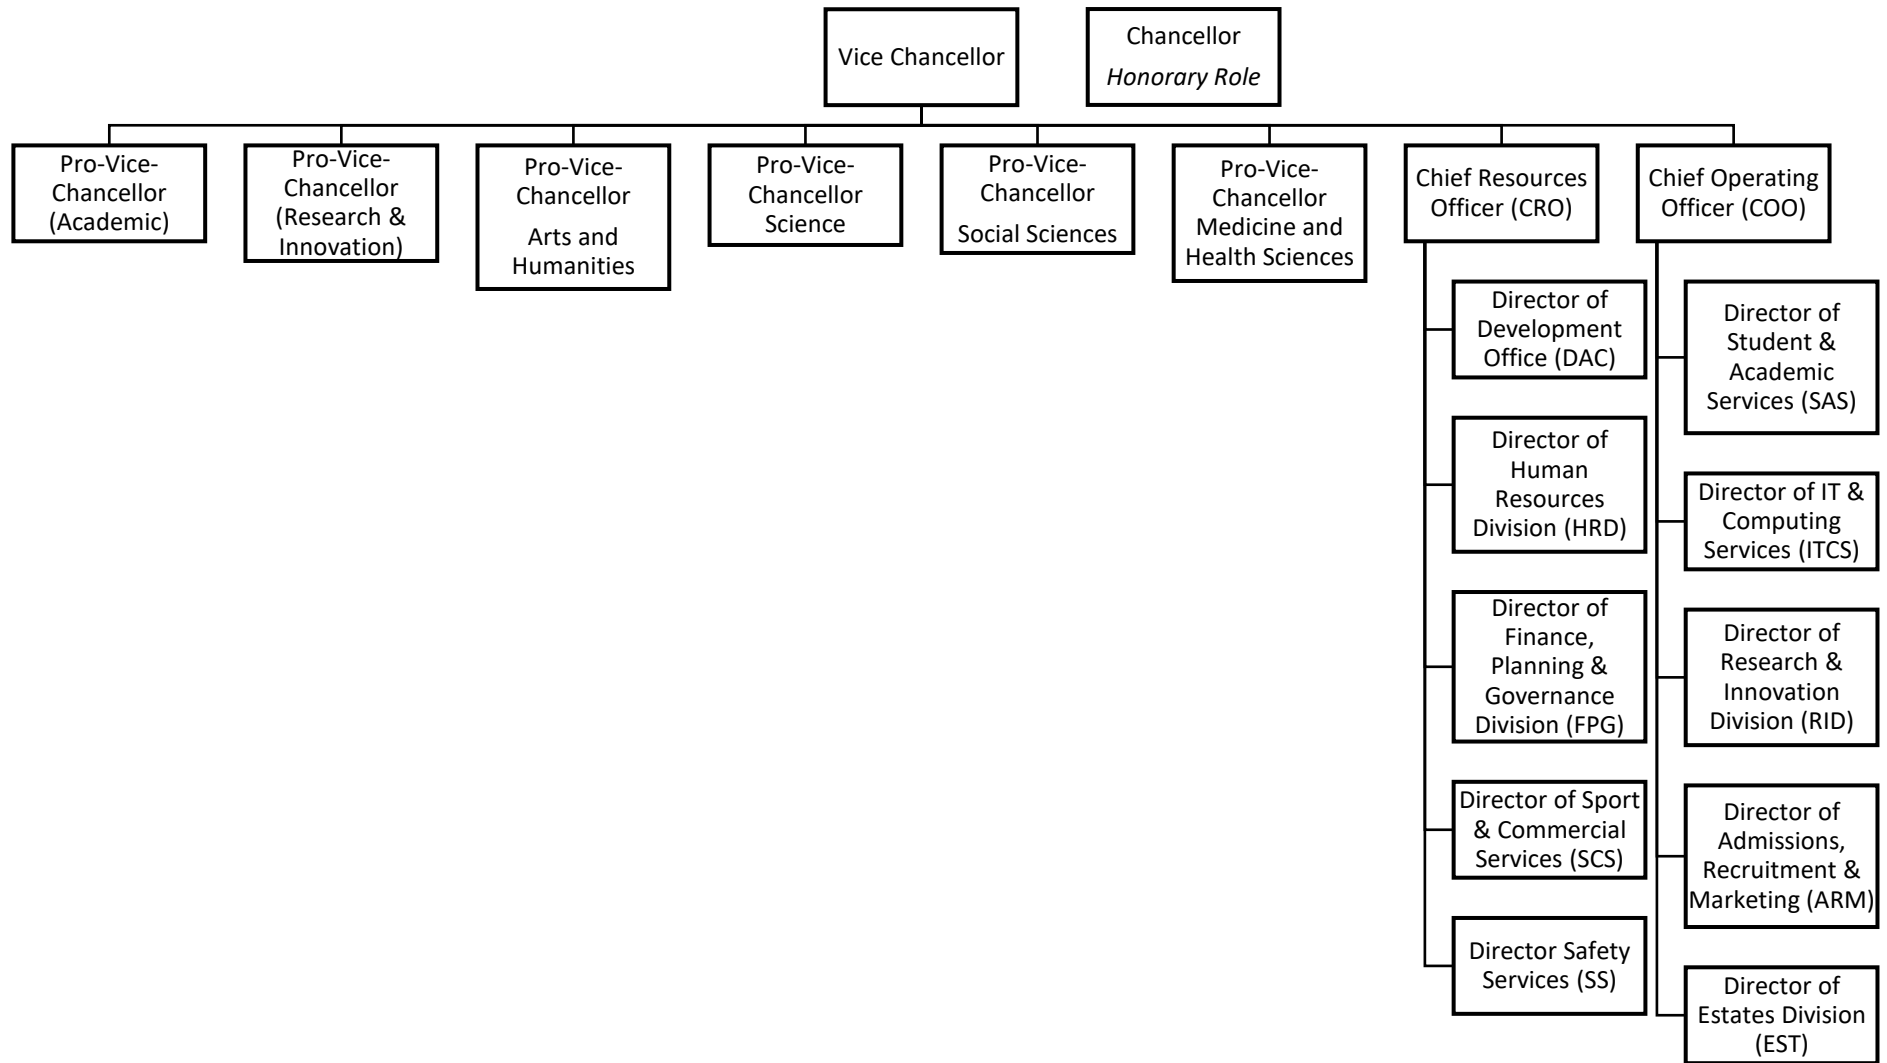 Vice Chancellor
Chancellor
Honorary Role
Pro-Vice-
Chancellor
(Academic)
Pro-Vice-
Chancellor
(Research &
Innovation)
Pro-Vice-
Chancellor
Arts and
Humanities
Pro-Vice-
Chancellor
Science
Pro-Vice-
Chancellor
Social Sciences
Pro-Vice-
Chancellor
Medicine and
Health Sciences
Chief Resources
Officer (CRO)
Chief Operating
Officer (COO)
Director of
Development
Office (DAC)
Director of
Human
Resources
Division (HRD)
Director of
Finance,
Planning &
Governance
Division (FPG)
Director of Sport
& Commercial
Services (SCS)
Director Safety
Services (SS)
Director of
Student &
Academic
Services (SAS)
Director of IT &
Computing
Services (ITCS)
Director of
Research &
Innovation
Division (RID)
Director of
Admissions,
Recruitment &
Marketing (ARM)
Director of
Estates Division
(EST)